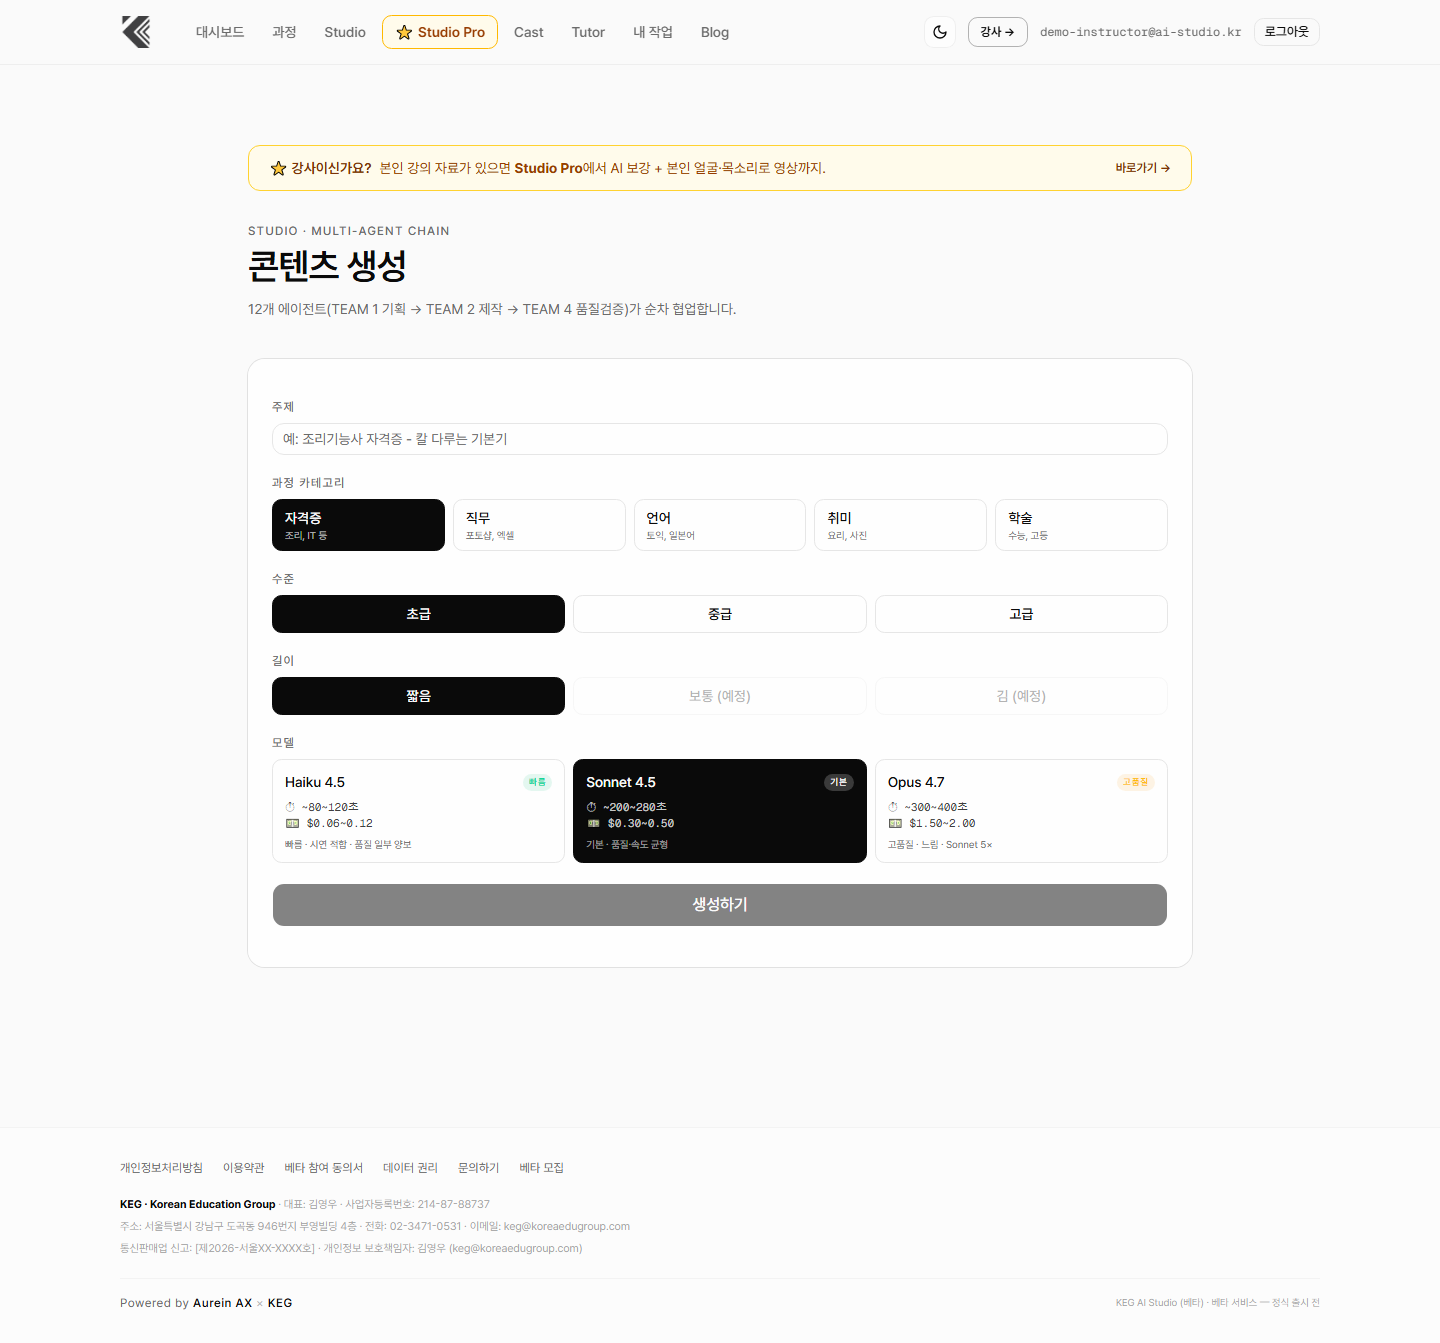 대시보드 과정 Studio Studio Pro Cast Tutor 내 작업 Blog 강사 → demo-instructor@ai-studio.kr 로그아웃
강사이신가요? 본인 강의 자료가 있으면 Studio Pro에서 AI 보강 + 본인 얼굴·목소리로 영상까지. 바로가기 →
STUDIO · MULTI-AGENT CHAIN
콘텐츠 생성
12개 에이전트(TEAM 1 기획 → TEAM 2 제작 → TEAM 4 품질검증)가 순차 협업합니다.
주제
예: 조리기능사 자격증 - 칼 다루는 기본기
과정 카테고리
자격증 직무 언어 취미 학술
조리, IT 등 포토샵, 엑셀 토익, 일본어 요리, 사진 수능, 고등
수준
초급 중급 고급
길이
짧음 보통 (예정) 김 (예정)
모델
Haiku 4.5 빠름 Sonnet 4.5 기본 Opus 4.7 고품질
~80~120초 ~200~280초 ~300~400초
$0.06~0.12 $0.30~0.50 $1.50~2.00
빠름 · 시연 적합 · 품질 일부 양보 기본 · 품질·속도 균형 고품질 · 느림 · Sonnet 5×
생성하기
개인정보처리방침 이용약관 베타 참여 동의서 데이터 권리 문의하기 베타 모집
KEG · Korean Education Group · 대표: 김영우 · 사업자등록번호: 214-87-88737
주소: 서울특별시 강남구 도곡동 946번지 부영빌딩 4층 · 전화: 02-3471-0531 · 이메일: keg@koreaedugroup.com
통신판매업 신고: [제2026-서울XX-XXXX호] · 개인정보 보호책임자: 김영우 (keg@koreaedugroup.com)
Powered by Aurein AX × KEG KEG AI Studio (베타) · 베타 서비스 — 정식 출시 전